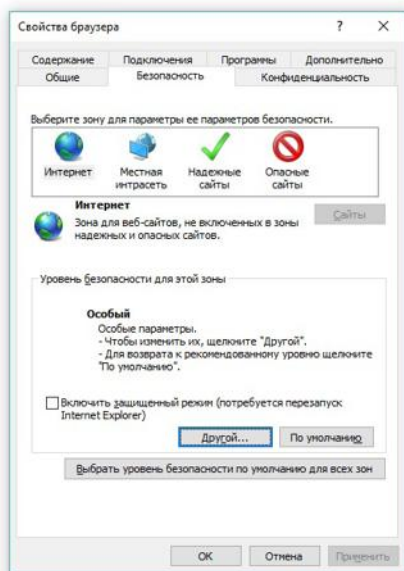 Свойства браузера
Содержание Подключения Программы Дополнительно
Общие Безопасность Конфиденциальность
Выберите зону для параметры ее параметров безопасности.
Интернет Местная интрасеть Надежные сайты Опасные сайты
Интернет
Зона для веб-сайтов, не включенных в зоны
надежных и опасных сайтов.
Сайты
Уровень безопасности для этой зоны
Особый
Особые параметры.
- Чтобы изменить их, щелкните "Другой".
- Для возврата к рекомендованному уровню щелкните
"По умолчанию".
Включить защищенный режим (потребуется перезапуск
Internet Explorer)
Другой... По умолчанию
Выбрать уровень безопасности по умолчанию для всех зон
ОК Отмена Применить